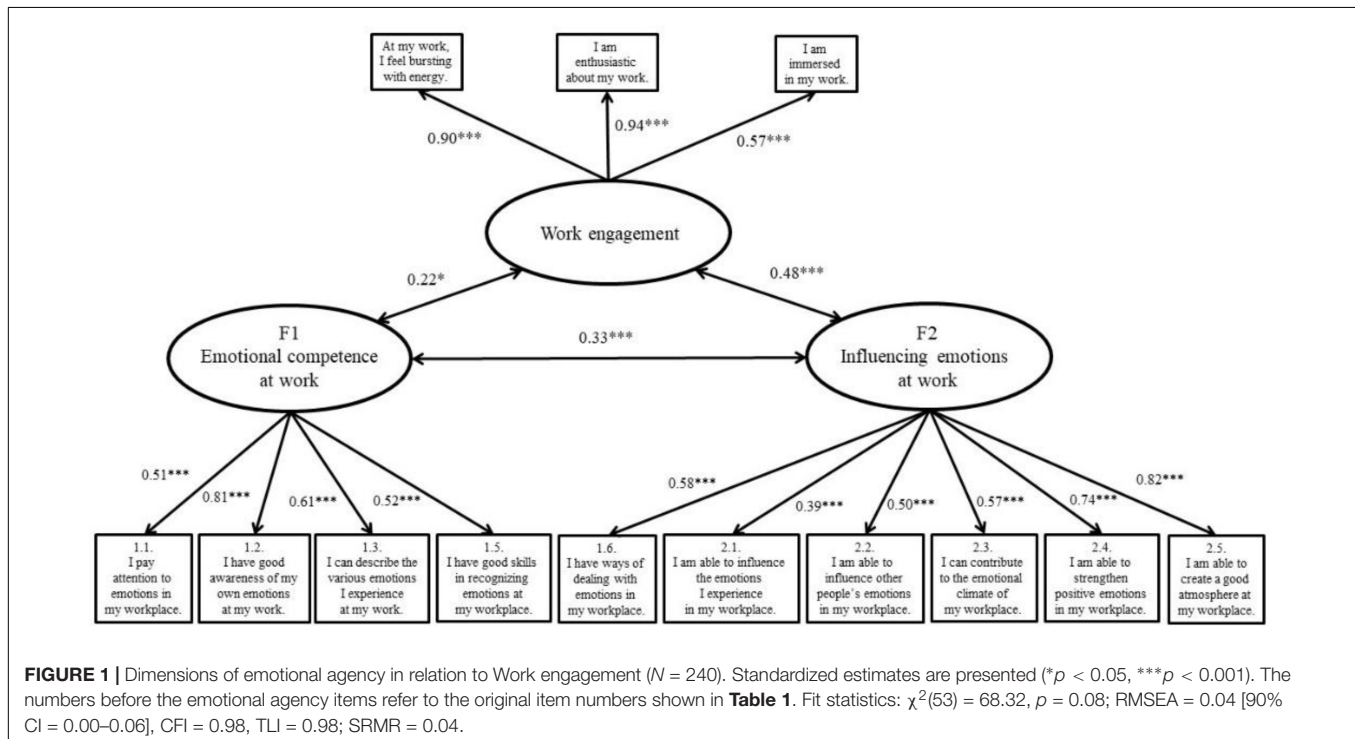 At my work,
I feel bursting
with energy.
I am
enthusiastic
about my work.
I am
immersed
in my work.
0.90***
0.94***
0.57***
Work engagement
0.22*
0.48***
F1
Emotional competence
at work
0.33***
F2
Influencing emotions
at work
0.51***
0.81***
0.61***
0.52***
0.58***
0.39***
0.50***
0.57***
0.74***
0.82***
1.1.
I pay
attention to
emotions in
my workplace.
1.2.
I have good
awareness of my
own emotions
at my work.
1.3.
I can describe the
various emotions
I experience
at my work.
1.5.
I have good skills
in recognizing
emotions at
my workplace.
1.6.
I have ways of
dealing with
emotions in
my workplace.
2.1.
I am able to influence
the emotions
I experience
in my workplace.
2.2.
I am able to
influence other
people's emotions
in my workplace.
2.3.
I can contribute
to the emotional
climate of
my workplace.
2.4.
I am able to
strengthen
positive emotions
in my workplace.
2.5.
I am able to
create a good
atmosphere at
my workplace.
FIGURE 1 | Dimensions of emotional agency in relation to Work engagement (N = 240). Standardized estimates are presented (*p < 0.05, ***p < 0.001). The
numbers before the emotional agency items refer to the original item numbers shown in Table 1. Fit statistics: χ²(53) = 68.32, p = 0.08; RMSEA = 0.04 [90%
CI = 0.00–0.06], CFI = 0.98, TLI = 0.98; SRMR = 0.04.